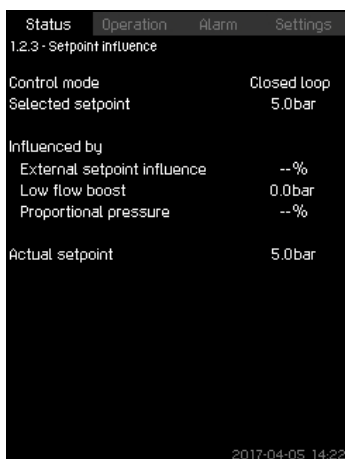 Status Operation Alarm Settings
1.2.3 - Setpoint influence
Control mode Closed loop
Selected setpoint 5.0bar
Influenced by
External setpoint influence --%
Low flow boost 0.0bar
Proportional pressure --%
Actual setpoint 5.0bar
2017-04-05 14:22